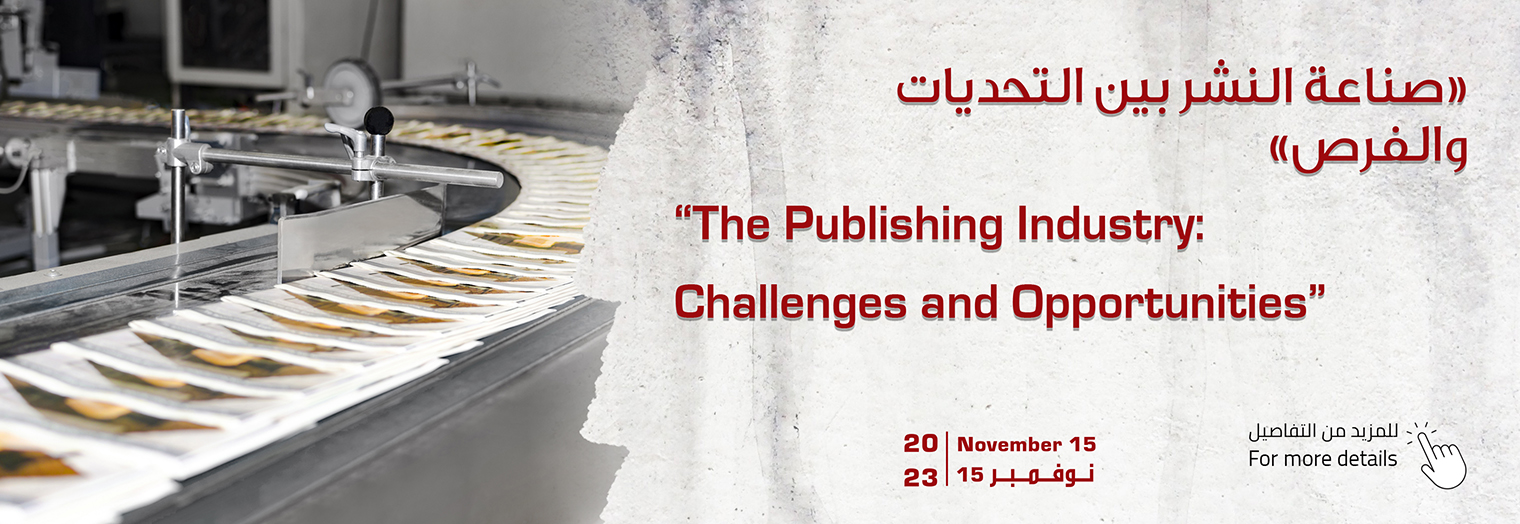 «صناعة النشر بين التحديات
والفرص»
“The Publishing Industry:
Challenges and Opportunities”
20
23
November 15
15 نوفمبر
للمزيد من التفاصيل
For more details